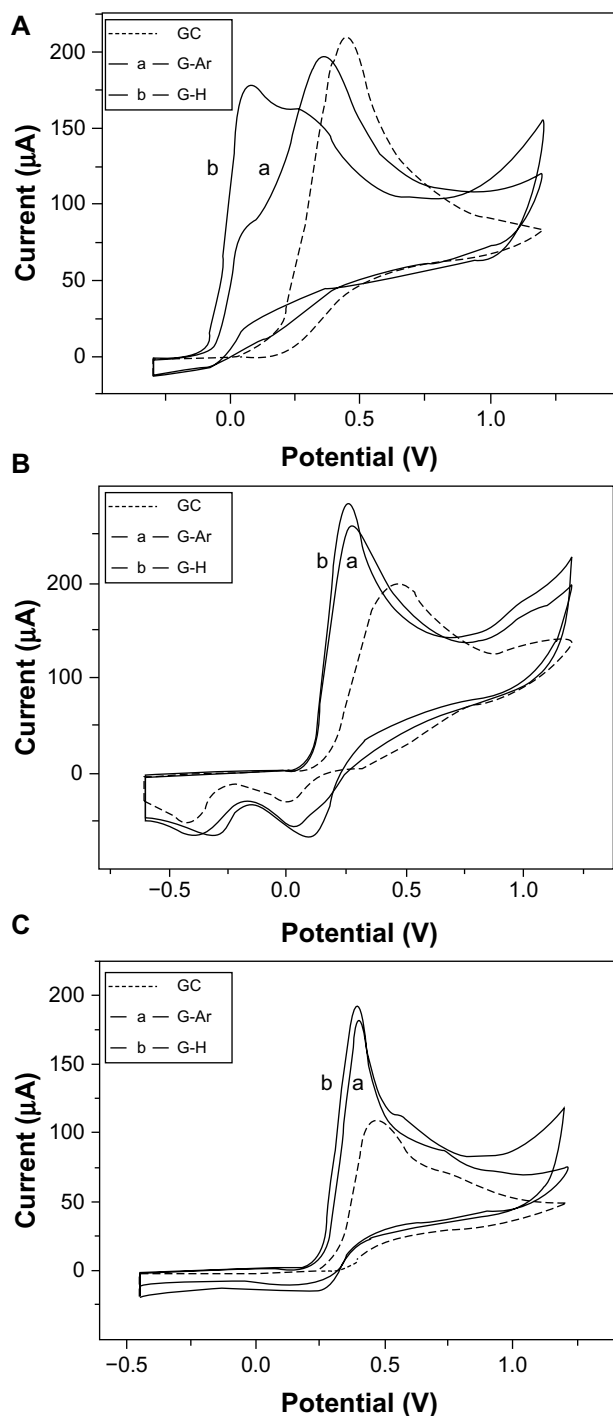 A
GC
a G-Ar
b G-H
200
150
100
50
0
b a
Current (µA)
0.0 0.5 1.0
Potential (V)
B
GC
a G-Ar
b G-H
200
100
0
b a
Current (µA)
−0.5 0.0 0.5 1.0
Potential (V)
C
GC
a G-Ar
b G-H
200
150
100
50
0
b a
Current (µA)
−0.5 0.0 0.5 1.0
Potential (V)